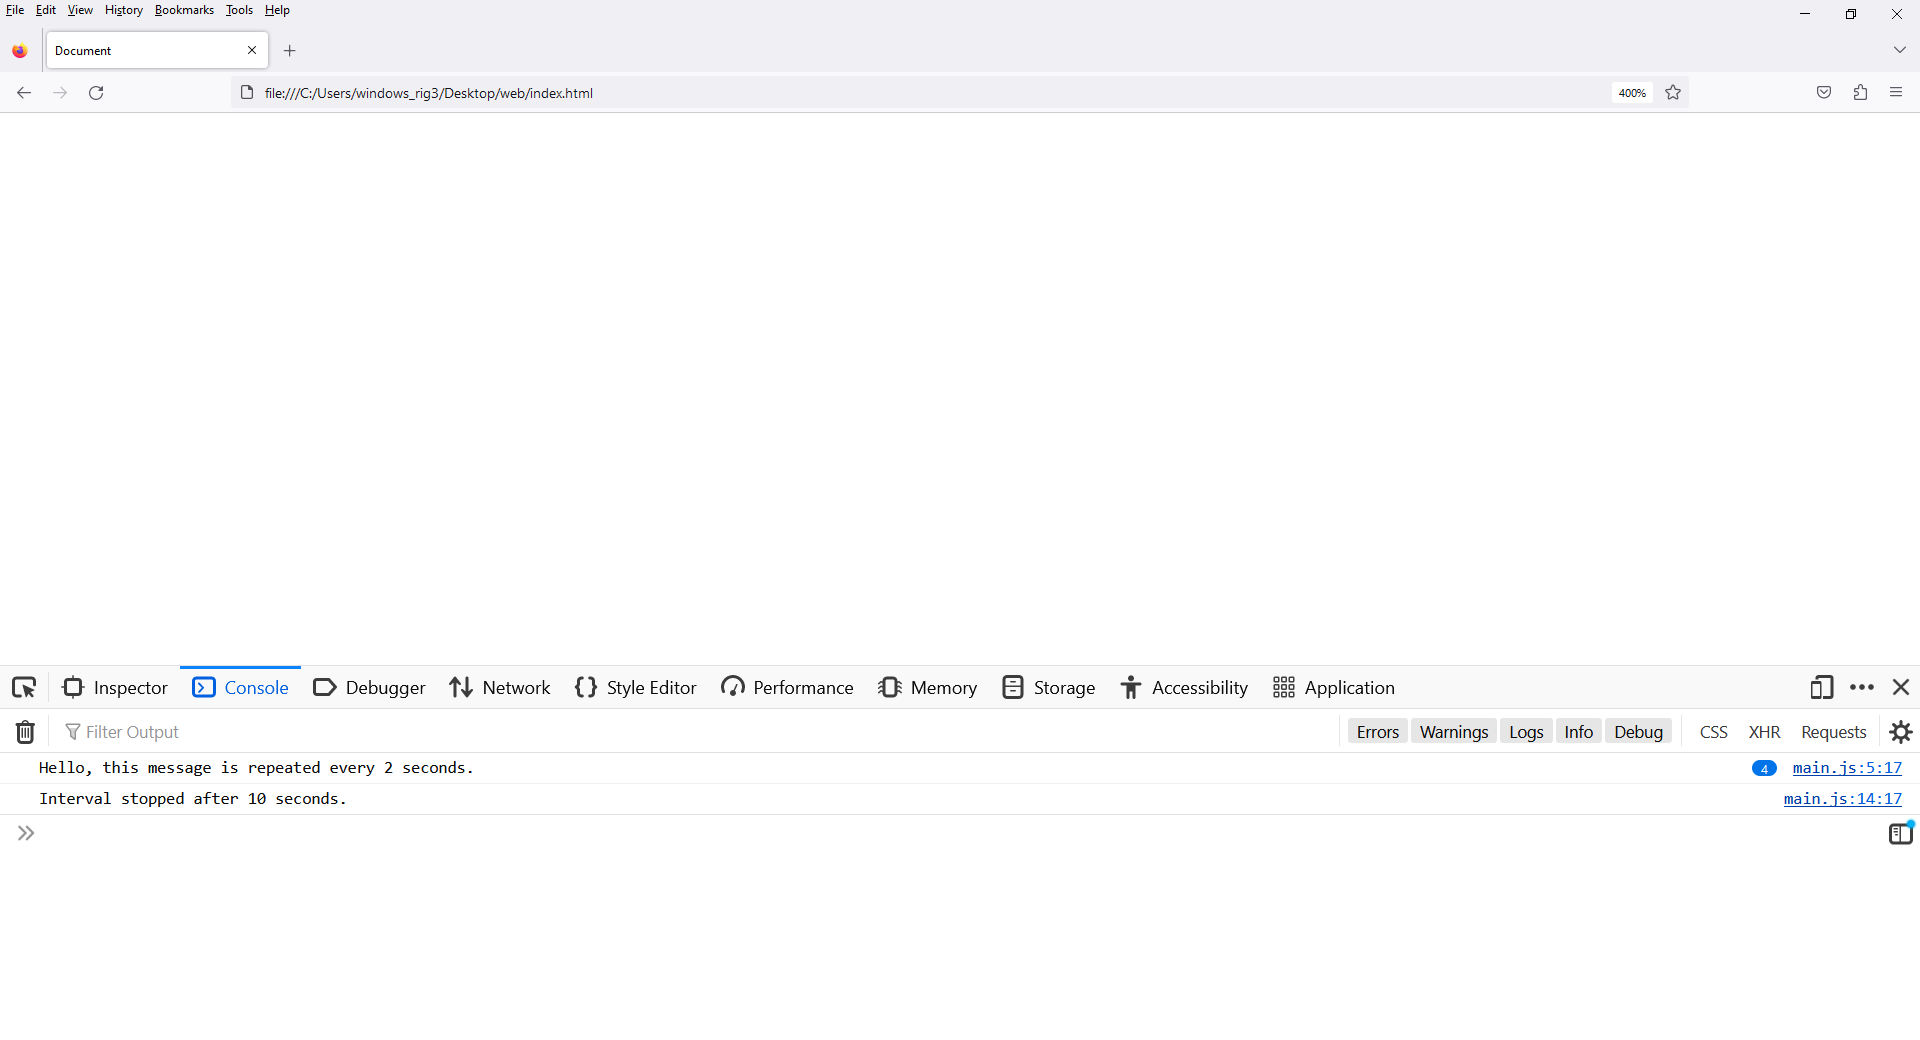 File Edit View History Bookmarks Tools Help
Document
file:///C:/Users/windows_rig3/Desktop/web/index.html 400%
Inspector Console Debugger Network Style Editor Performance Memory Storage Accessibility Application
Filter Output Errors Warnings Logs Info Debug CSS XHR Requests
Hello, this message is repeated every 2 seconds. 4 main.js:5:17
Interval stopped after 10 seconds. main.js:14:17